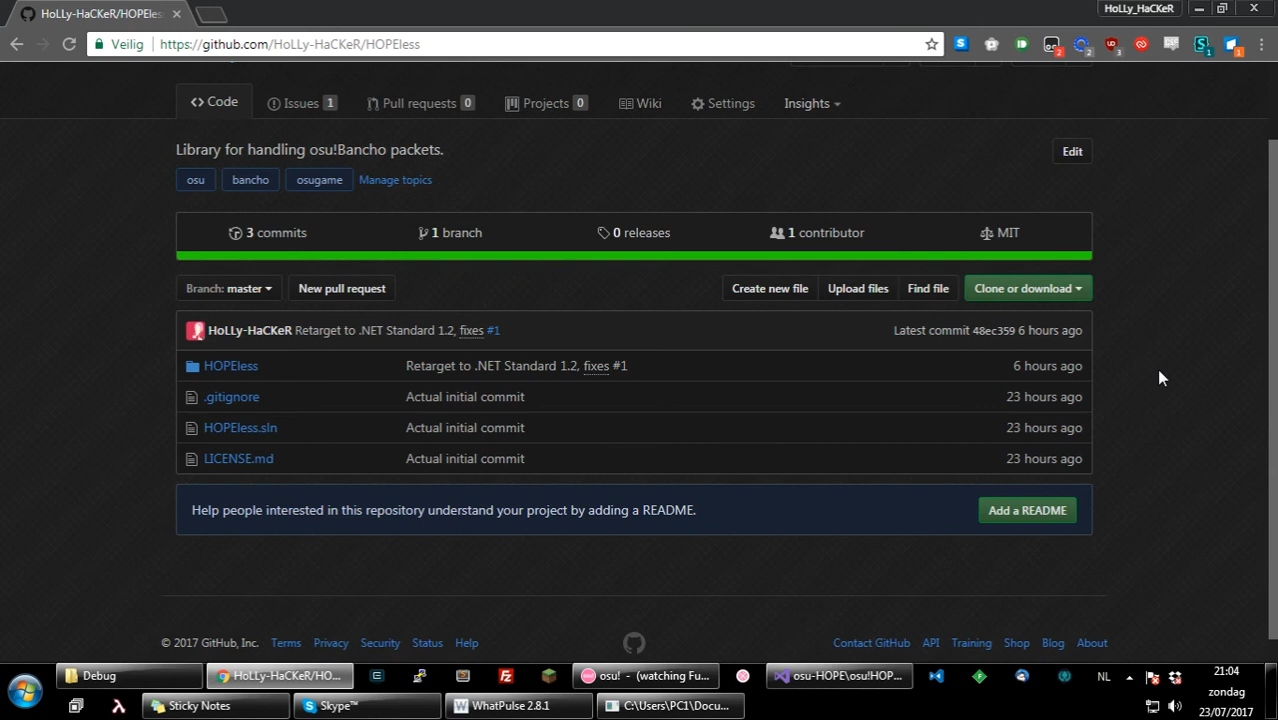 HoLLy-HaCKeR/HOPEles
HoLLy_HaCKeR
Veilig https://github.com/HoLLy-HaCKeR/HOPEless
2 2 3 1 1
Code Issues 1 Pull requests 0 Projects 0 Wiki Settings Insights
Library for handling osu!Bancho packets.
Edit
osu bancho osugame Manage topics
3 commits 1 branch 0 releases 1 contributor MIT
Branch: master New pull request Create new file Upload files Find file Clone or download
HoLLy-HaCKeR Retarget to .NET Standard 1.2, fixes #1 Latest commit 48ec359 6 hours ago
HOPEless Retarget to .NET Standard 1.2, fixes #1 6 hours ago
.gitignore Actual initial commit 23 hours ago
HOPEless.sln Actual initial commit 23 hours ago
LICENSE.md Actual initial commit 23 hours ago
Help people interested in this repository understand your project by adding a README. Add a README
© 2017 GitHub, Inc. Terms Privacy Security Status Help Contact GitHub API Training Shop Blog About
Debug HoLLy-HaCKeR/HO... osu! - (watching Fu... osu-HOPE\osu!HOP... NL 21:04
zondag
Sticky Notes Skype™ WhatPulse 2.8.1 C:\Users\PC1\Docu... 23/07/2017